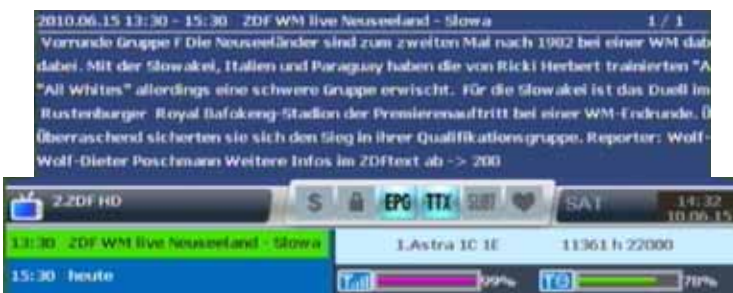 2010.06.15 13:30 - 15:30 ZDF WM live Neuseeland - Slowa 1 / 1
Vorrunde Gruppe F Die Neuseeländer sind zum zweiten Mal nach 1982 bei einer WM dab
dabei. Mit der Slowakei, Italien und Paraguay haben die von Ricki Herbert trainierten "A
"All Whites" allerdings eine schwere Gruppe erwischt. Für die Slowakei ist das Duell im
Rustenburger Royal Bafokeng-Stadion der Premierenauftritt bei einer WM-Endrunde. Ü
Überraschend sicherten sie sich den Sieg in ihrer Qualifikationsgruppe. Reporter: Wolf-
Wolf-Dieter Poschmann Weitere Infos im ZDFtext ab -> 200
2.ZDF HD S EPG TTX SUBT SAT 14:32
10.06.15
13:30 ZDF WM live Neuseeland - Slowa 1.Astra 1C 1E 11361 h 22000
15:30 heute 99% 70%